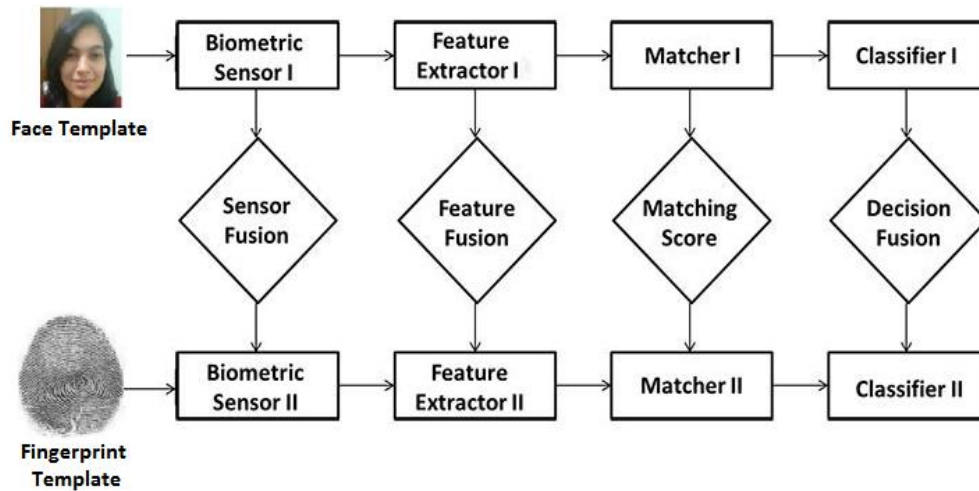 Biometric
Sensor I
Feature
Extractor I
Matcher I
Classifier I
Face Template
Sensor
Fusion
Feature
Fusion
Matching
Score
Decision
Fusion
Biometric
Sensor II
Feature
Extractor II
Matcher II
Classifier II
Fingerprint
Template